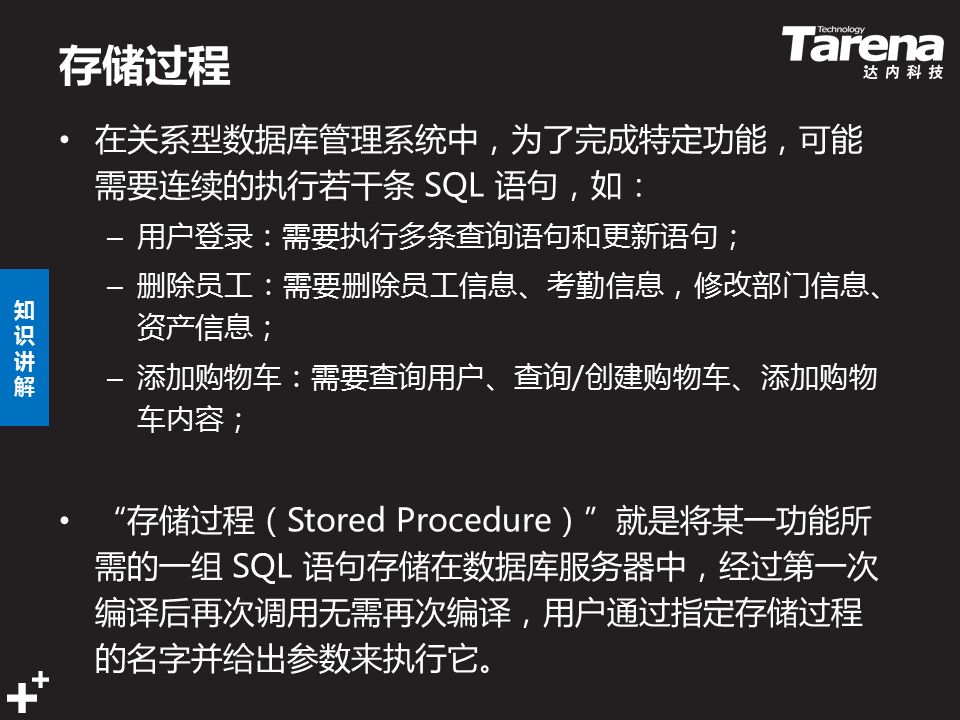 存储过程
Technology
Tarena
达内科技
• 在关系型数据库管理系统中，为了完成特定功能，可能
需要连续的执行若干条 SQL 语句，如：
– 用户登录：需要执行多条查询语句和更新语句；
– 删除员工：需要删除员工信息、考勤信息，修改部门信息、
资产信息；
– 添加购物车：需要查询用户、查询/创建购物车、添加购物
车内容；
知识讲解
• “存储过程（Stored Procedure）”就是将某一功能所
需的一组 SQL 语句存储在数据库服务器中，经过第一次
编译后再次调用无需再次编译，用户通过指定存储过程
的名字并给出参数来执行它。